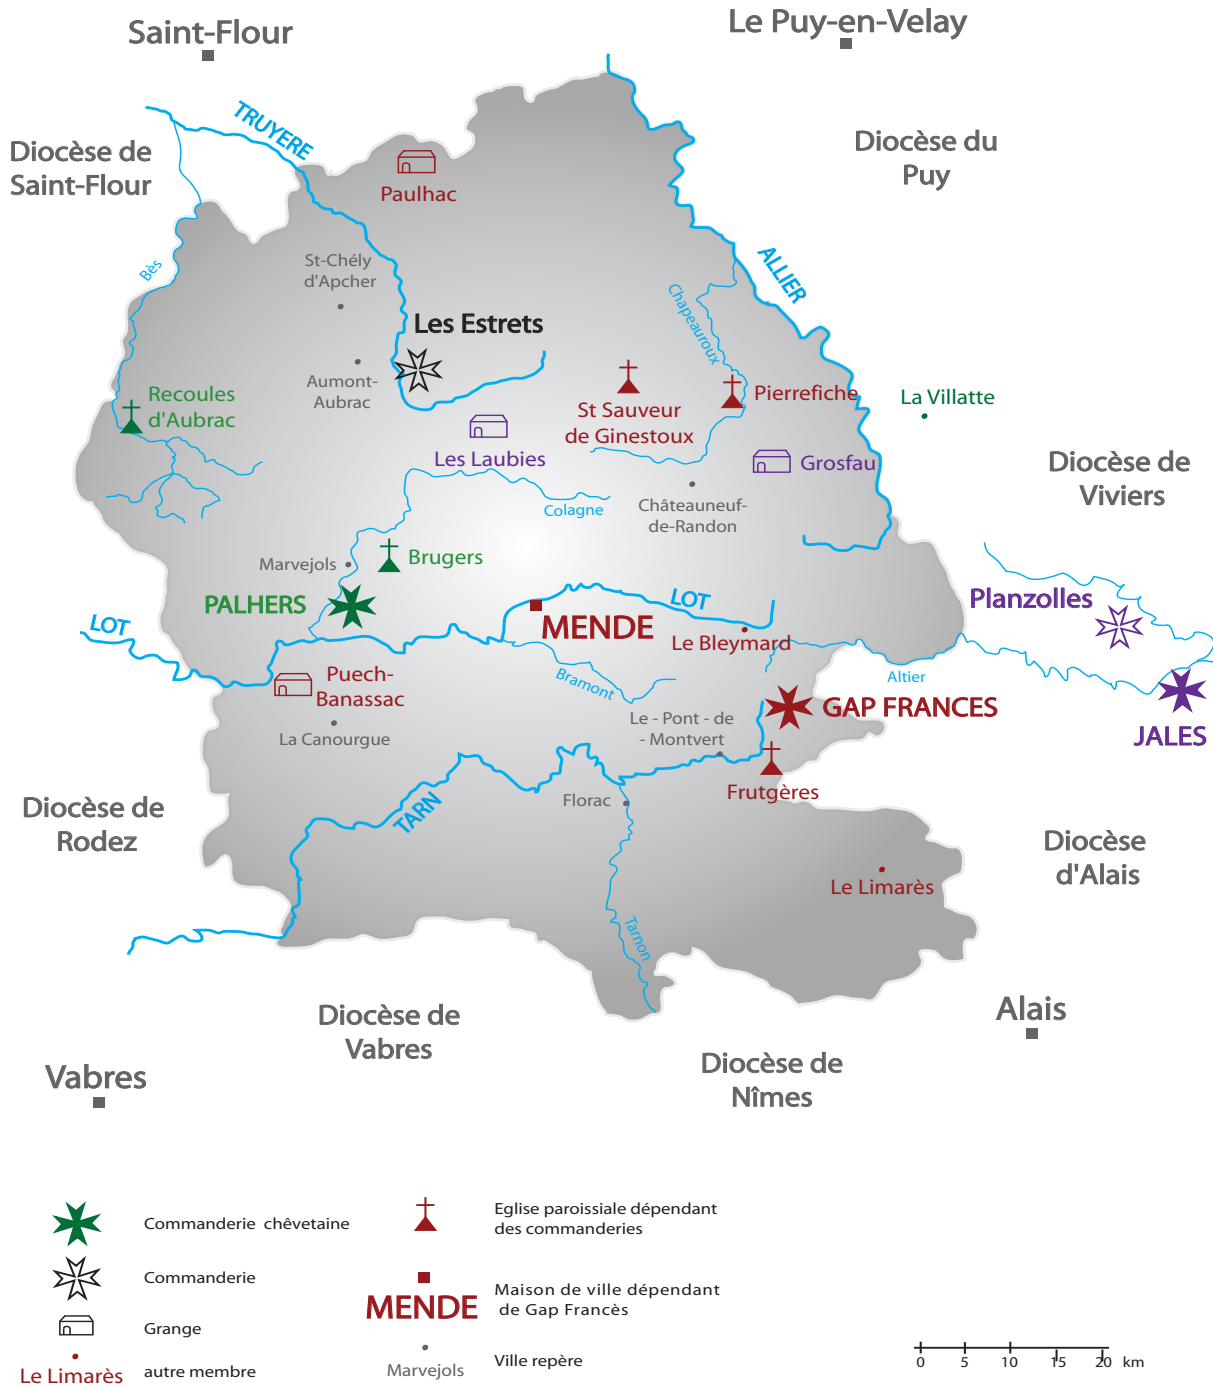 Saint-Flour
Le Puy-en-Velay
TRUYERE
Diocèse de
Saint-Flour
Diocèse du
Puy
Paulhac
Bès
St-Chély
d'Apcher
ALLIER
Chapeauroux
Les Estrets
Aumont-
Aubrac
Recoules
d'Aubrac
St Sauveur
de Ginestoux
Pierrefiche
La Villatte
Les Laubies
Grosfau
Diocèse de
Viviers
Colagne
Châteauneuf-
de-Randon
Marvejols
Brugers
PALHERS
LOT
LOT
MENDE
Le Bleymard
Planzolles
Puech-
Banassac
Bramont
Altier
La Canourgue
Le - Pont - de
- Montvert
GAP FRANCES
JALES
Frutgères
Florac
TARN
Diocèse de
Rodez
Diocèse
d'Alais
Le Limarès
Tarnon
Diocèse de
Vabres
Alais
Diocèse de
Nîmes
Vabres
Commanderie chêvetaine
Commanderie
Grange
Le Limarès
autre membre
Eglise paroissiale dépendant
des commanderies
MENDE
Maison de ville dépendant
de Gap Francès
Marvejols
Ville repère
0 5 10 15 20 km